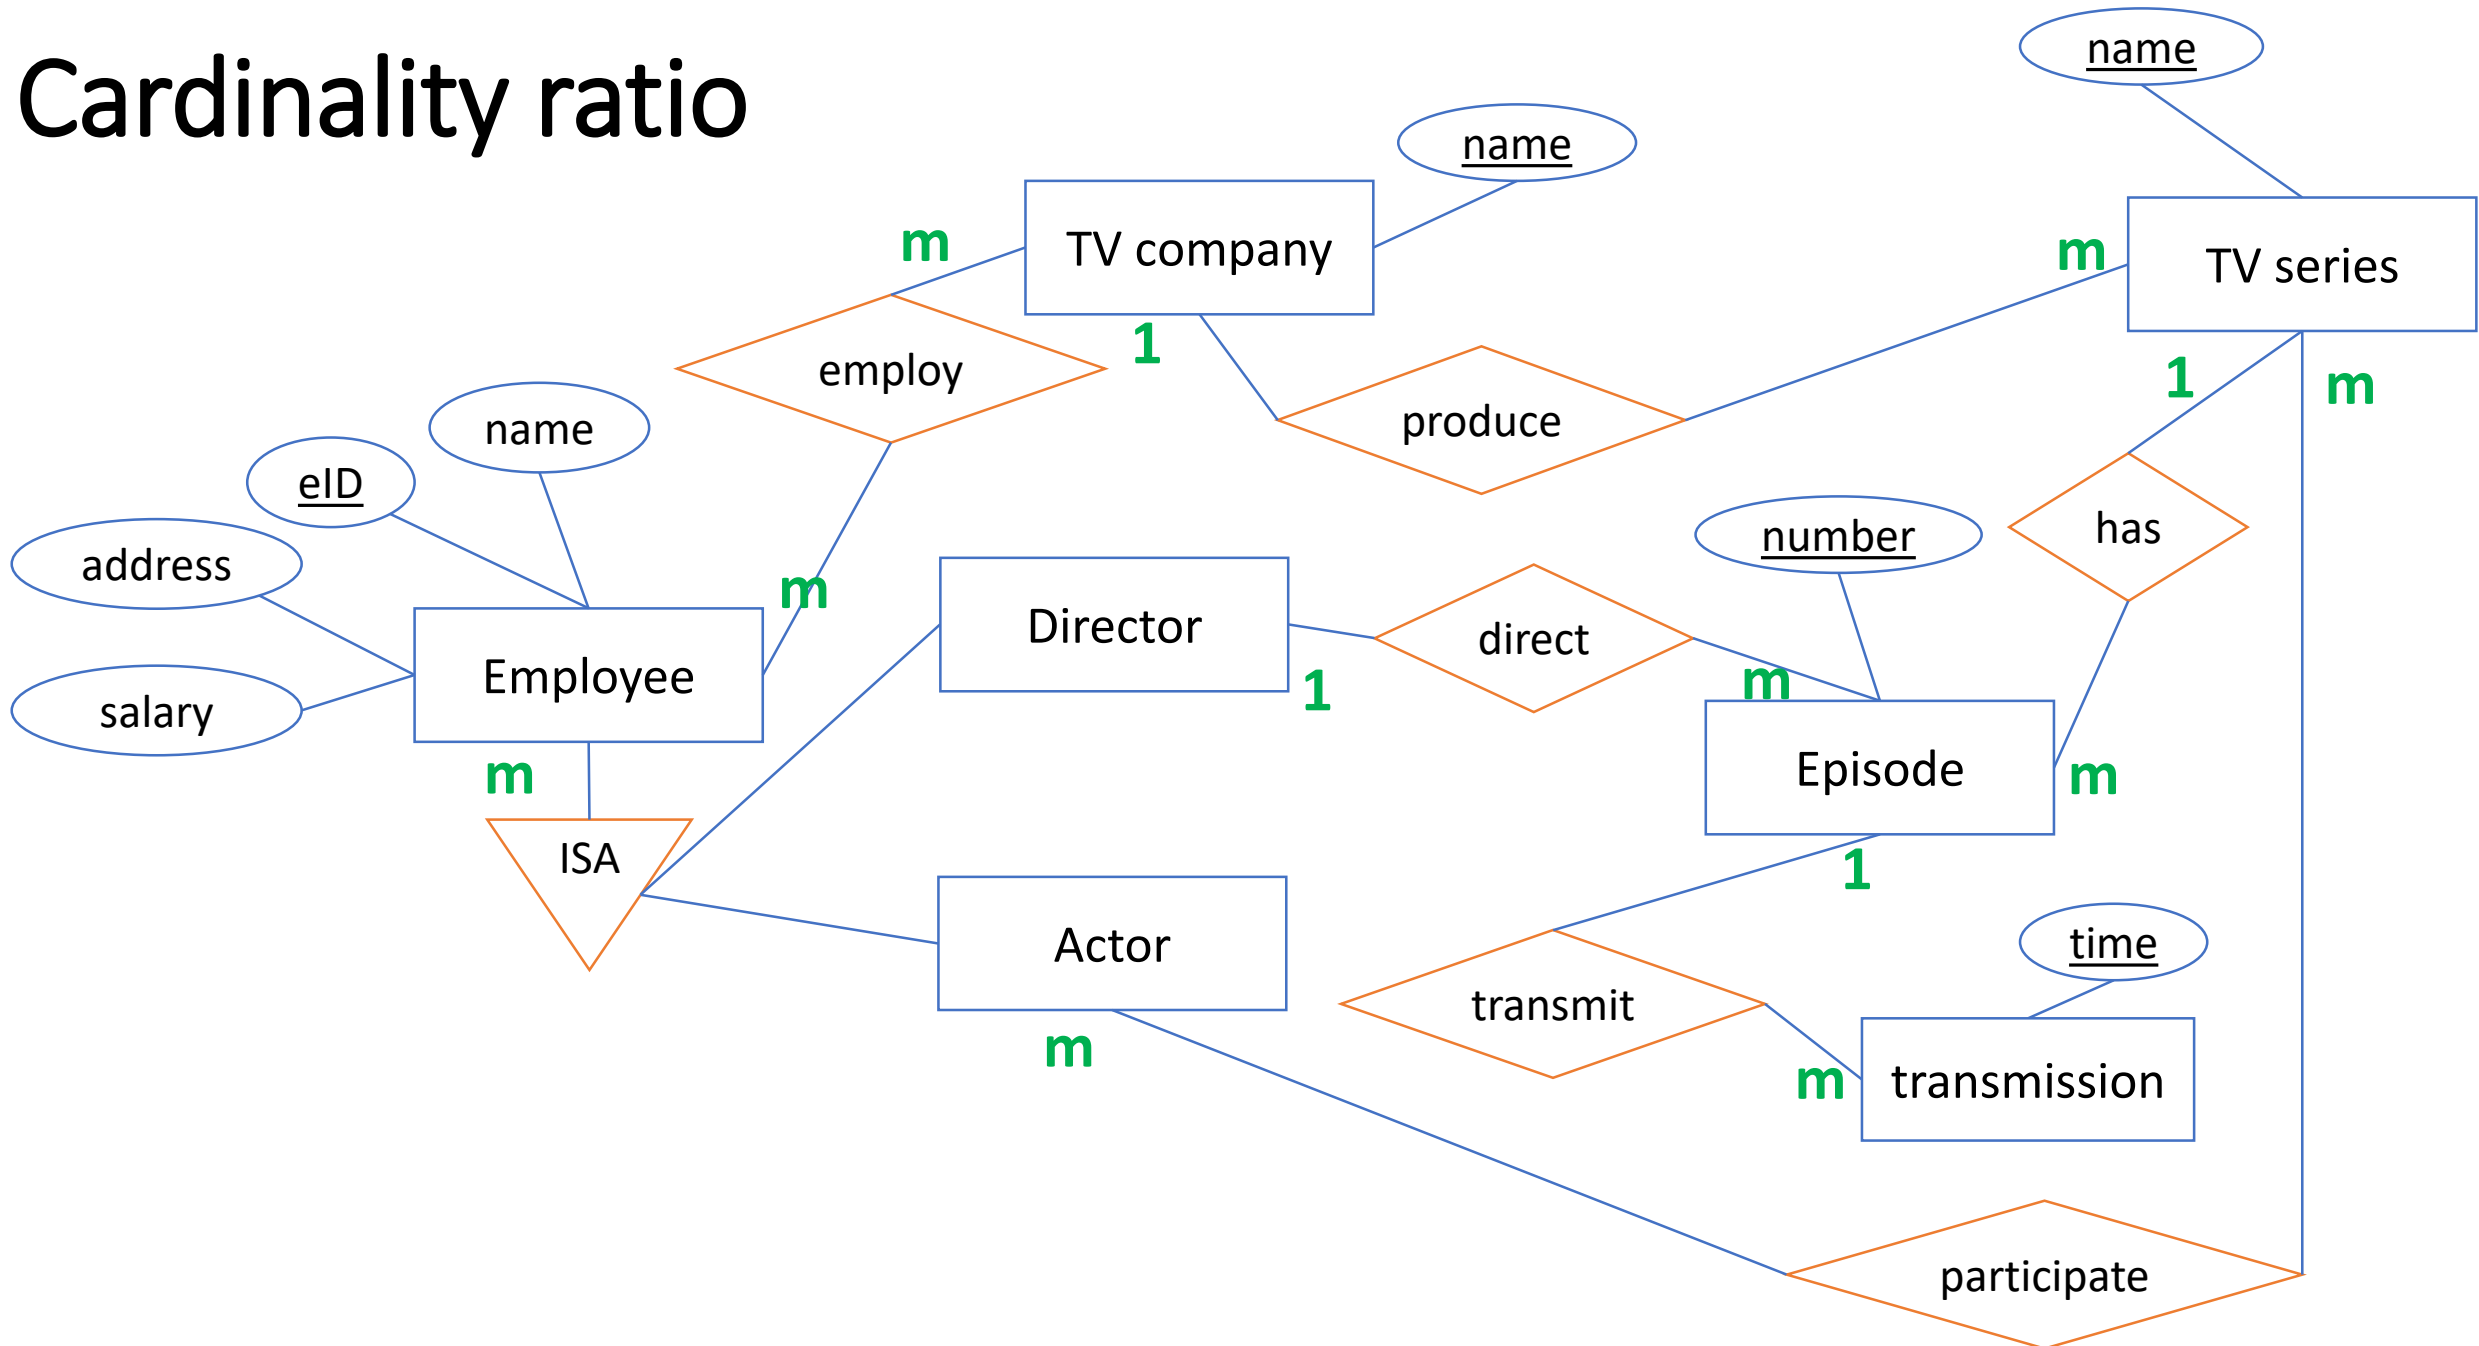 Cardinality ratio
name
name
TV company
TV series
m
m
1
1
m
employ
produce
name
eID
number
has
address
m
Director
direct
Employee
1
m
salary
Episode
m
m
ISA
1
Actor
time
transmit
m
m
transmission
participate